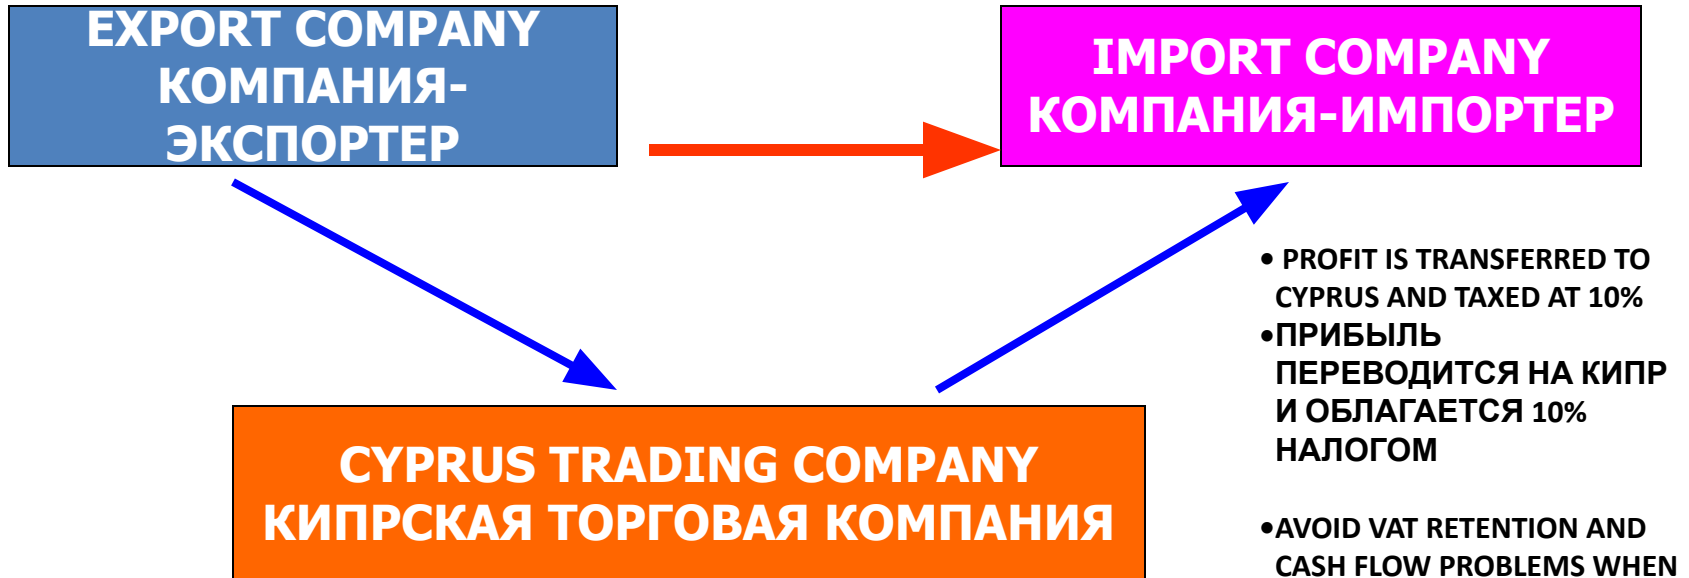 EXPORT COMPANY
КОМПАНИЯ-
ЭКСПОРТЕР
IMPORT COMPANY
КОМПАНИЯ-ИМПОРТЕР
• PROFIT IS TRANSFERRED TO
CYPRUS AND TAXED AT 10%
•ПРИБЫЛЬ
ПЕРЕВОДИТСЯ НА КИПР
И ОБЛАГАЕТСЯ 10%
НАЛОГОМ
•AVOID VAT RETENTION AND
CASH FLOW PROBLEMS WHEN
CYPRUS TRADING COMPANY
КИПРСКАЯ ТОРГОВАЯ КОМПАНИЯ